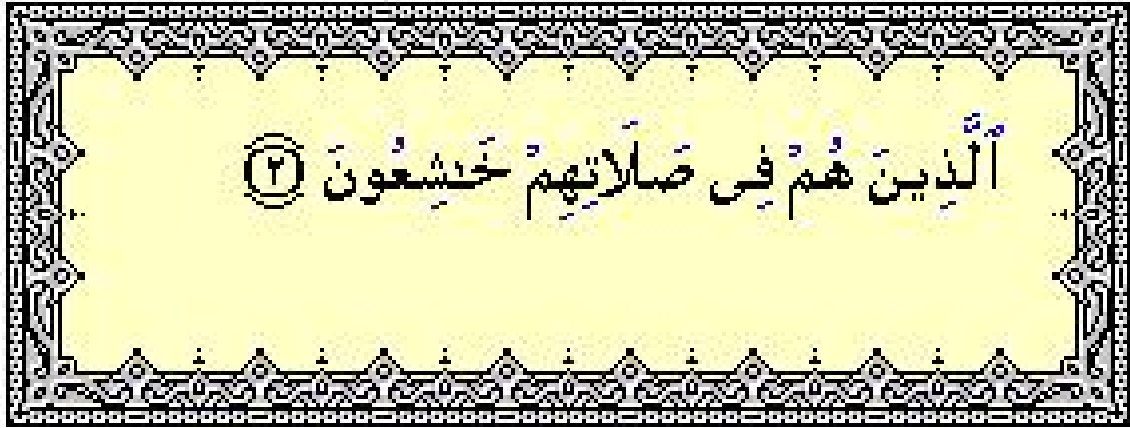 ٱلَّذِينَ هُمْ فِى صَلَاتِهِمْ خَـٰشِعُونَ ٢